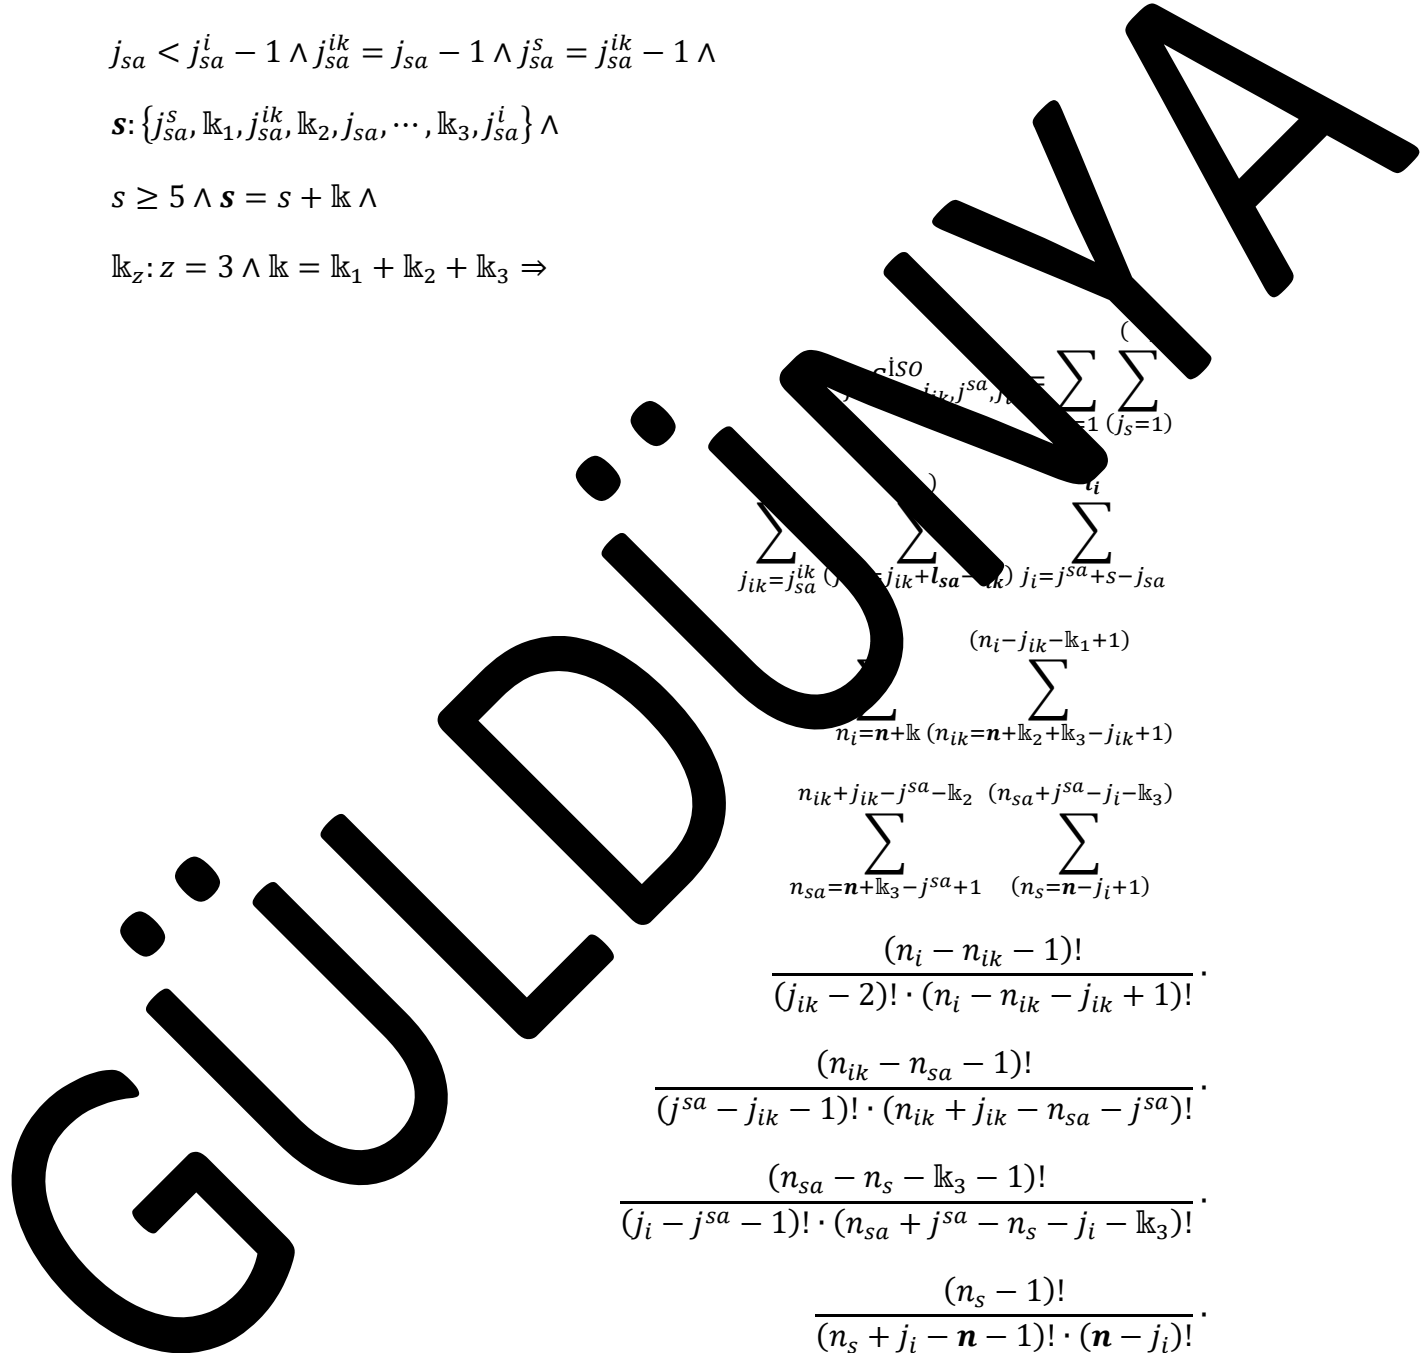 j_{sa} < j_{sa}^{i} − 1 ∧ j_{sa}^{ik} = j_{sa} − 1 ∧ j_{sa}^{s} = j_{sa}^{ik} − 1 ∧
s: {j_{sa}^{s}, 𝕜_1, j_{sa}^{ik}, 𝕜_2, j_{sa}, ⋯, 𝕜_3, j_{sa}^{i}} ∧
s ≥ 5 ∧ s = s + 𝕜 ∧
𝕜_z: z = 3 ∧ 𝕜 = 𝕜_1 + 𝕜_2 + 𝕜_3 ⇒
S^{İSO} j^{sa}, = ∑ ∑_{(j_s=1)}
∑_{j_{ik}=j_{sa}^{ik}} ∑ ∑_{j_i=j^{sa}+s−j_{sa}}^{l_i}
∑_{n_i=n+𝕜} ∑_{(n_{ik}=n+𝕜_2+𝕜_3−j_{ik}+1)}^{(n_i−j_{ik}−𝕜_1+1)}
∑_{n_{sa}=n+𝕜_3−j^{sa}+1}^{n_{ik}+j_{ik}−j^{sa}−𝕜_2} ∑_{(n_s=n−j_i+1)}^{(n_{sa}+j^{sa}−j_i−𝕜_3)}
(n_i − n_{ik} − 1)!
(j_{ik} − 2)! · (n_i − n_{ik} − j_{ik} + 1)! ·
(n_{ik} − n_{sa} − 1)!
(j^{sa} − j_{ik} − 1)! · (n_{ik} + j_{ik} − n_{sa} − j^{sa})! ·
(n_{sa} − n_s − 𝕜_3 − 1)!
(j_i − j^{sa} − 1)! · (n_{sa} + j^{sa} − n_s − j_i − 𝕜_3)! ·
(n_s − 1)!
(n_s + j_i − n − 1)! · (n − j_i)! ·
GÜLDÜNYA